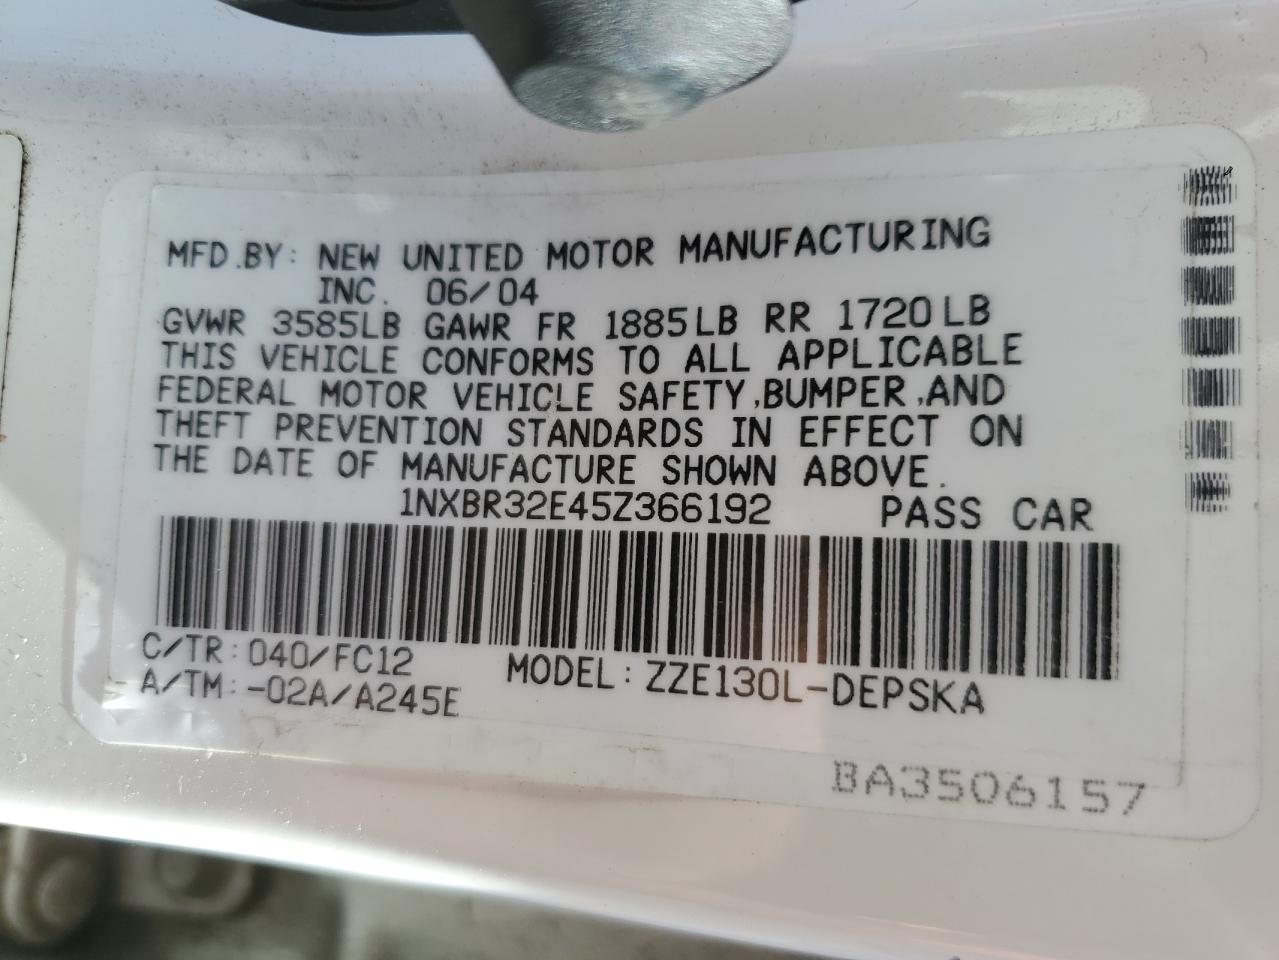 MFD.BY: NEW UNITED MOTOR MANUFACTURING
INC. 06/04
GVWR 3585LB GAWR FR 1885LB RR 1720LB
THIS VEHICLE CONFORMS TO ALL APPLICABLE
FEDERAL MOTOR VEHICLE SAFETY,BUMPER,AND
THEFT PREVENTION STANDARDS IN EFFECT ON
THE DATE OF MANUFACTURE SHOWN ABOVE.
1NXBR32E45Z366192 PASS CAR
C/TR:040/FC12 MODEL:ZZE130L-DEPSKA
A/TM:-02A/A245E
BA3506157